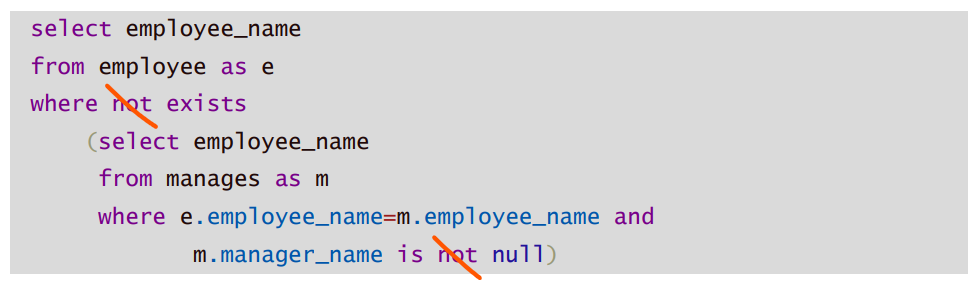 select employee_name
from employee as e
where not exists
(select employee_name
from manages as m
where e.employee_name=m.employee_name and
m.manager_name is not null)